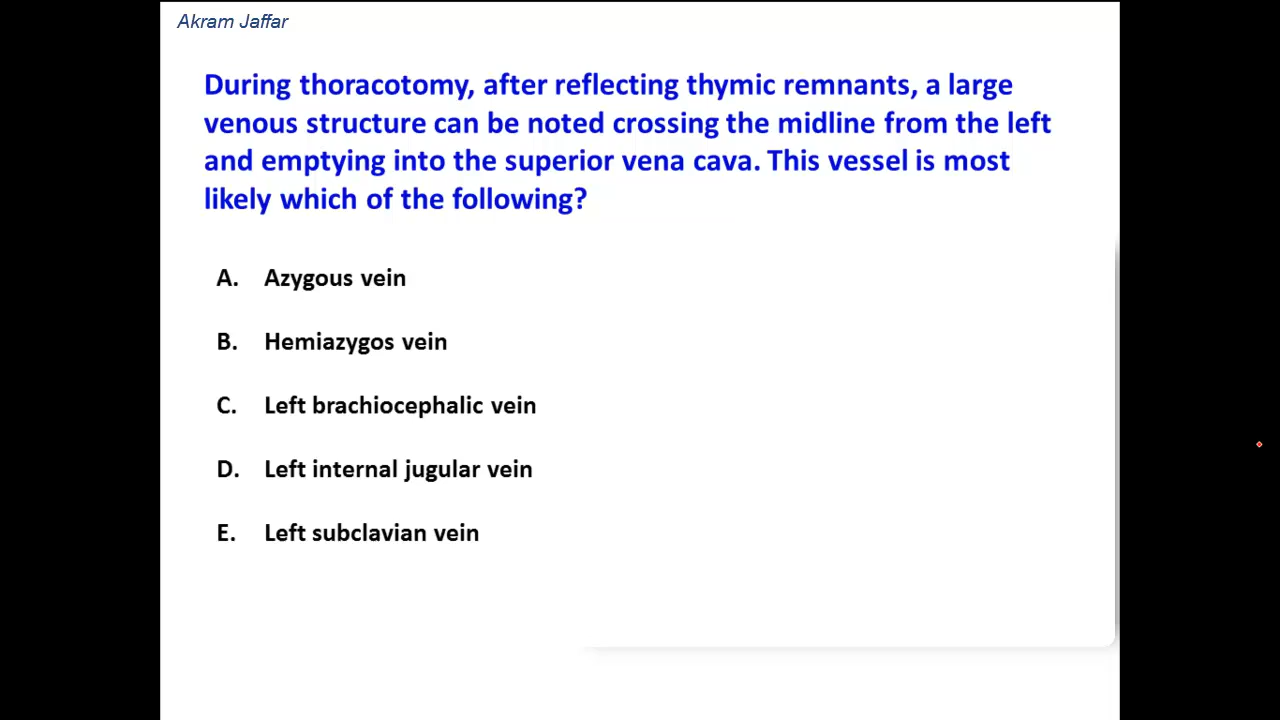 Akram Jaffar
During thoracotomy, after reflecting thymic remnants, a large
venous structure can be noted crossing the midline from the left
and emptying into the superior vena cava. This vessel is most
likely which of the following?
A. Azygous vein
B. Hemiazygos vein
C. Left brachiocephalic vein
D. Left internal jugular vein
E. Left subclavian vein